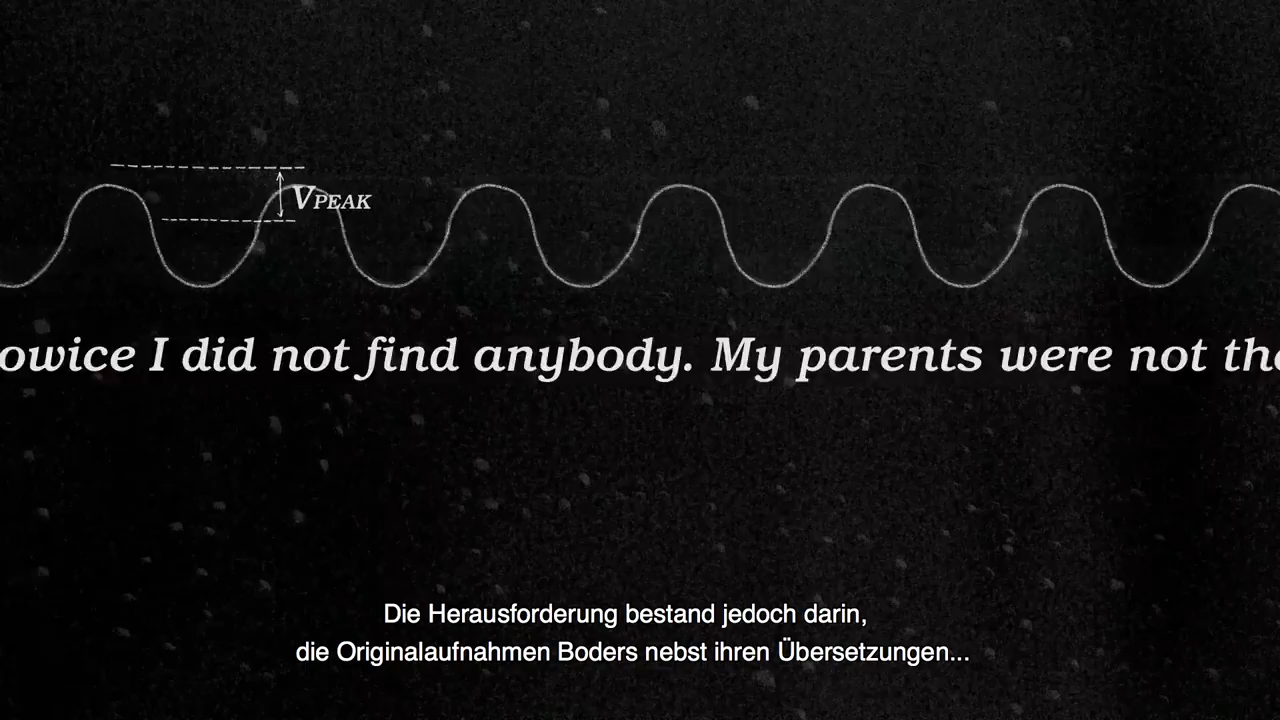 VPEAK
owice I did not find anybody. My parents were not the
Die Herausforderung bestand jedoch darin,
die Originalaufnahmen Boders nebst ihren Übersetzungen...